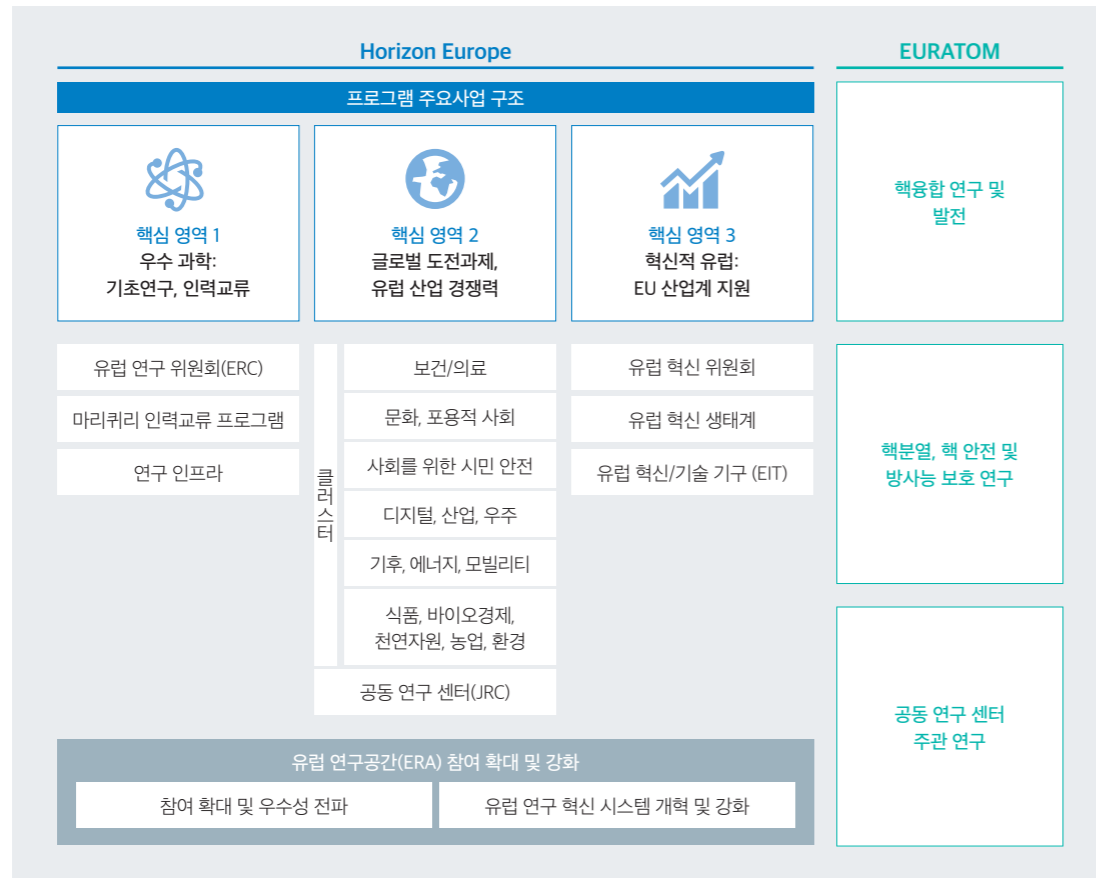 Horizon Europe
프로그램 주요사업 구조
핵심 영역 1
우수 과학:
기초연구, 인력교류
핵심 영역 2
글로벌 도전과제,
유럽 산업 경쟁력
핵심 영역 3
혁신적 유럽:
EU 산업계 지원
유럽 연구 위원회(ERC)
마리퀴리 인력교류 프로그램
연구 인프라
클러스터
보건/의료
문화, 포용적 사회
사회를 위한 시민 안전
디지털, 산업, 우주
기후, 에너지, 모빌리티
식품, 바이오경제,
천연자원, 농업, 환경
공동 연구 센터(JRC)
유럽 혁신 위원회
유럽 혁신 생태계
유럽 혁신/기술 기구 (EIT)
유럽 연구공간(ERA) 참여 확대 및 강화
참여 확대 및 우수성 전파
유럽 연구 혁신 시스템 개혁 및 강화
EURATOM
핵융합 연구 및
발전
핵분열, 핵 안전 및
방사능 보호 연구
공동 연구 센터
주관 연구